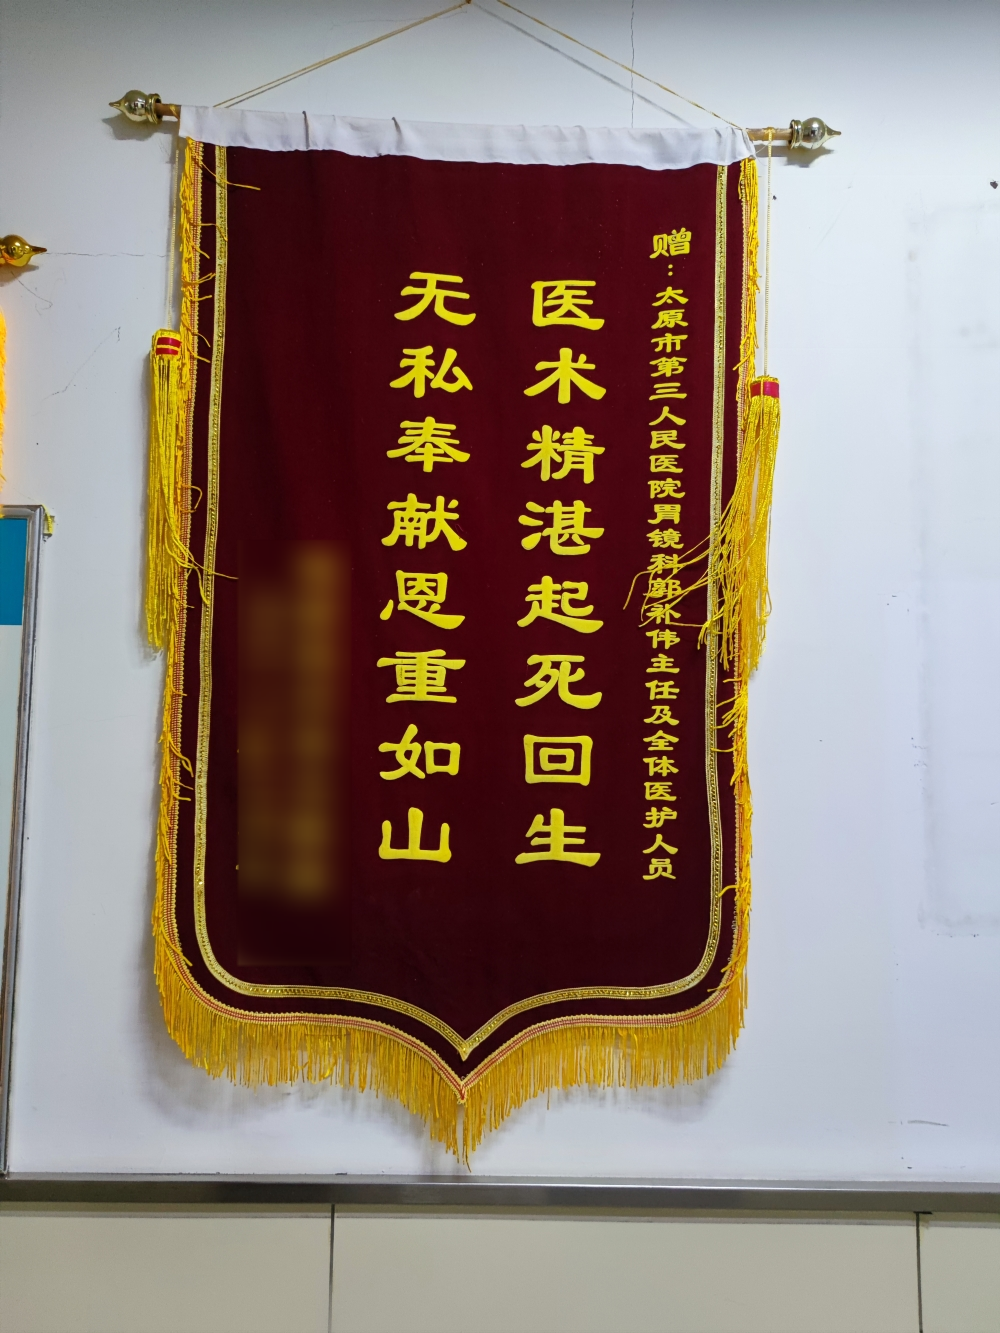 赠：太原市第三人民医院胃镜科郭补伟主任及全体医护人员
医术精湛起死回生
无私奉献恩重如山